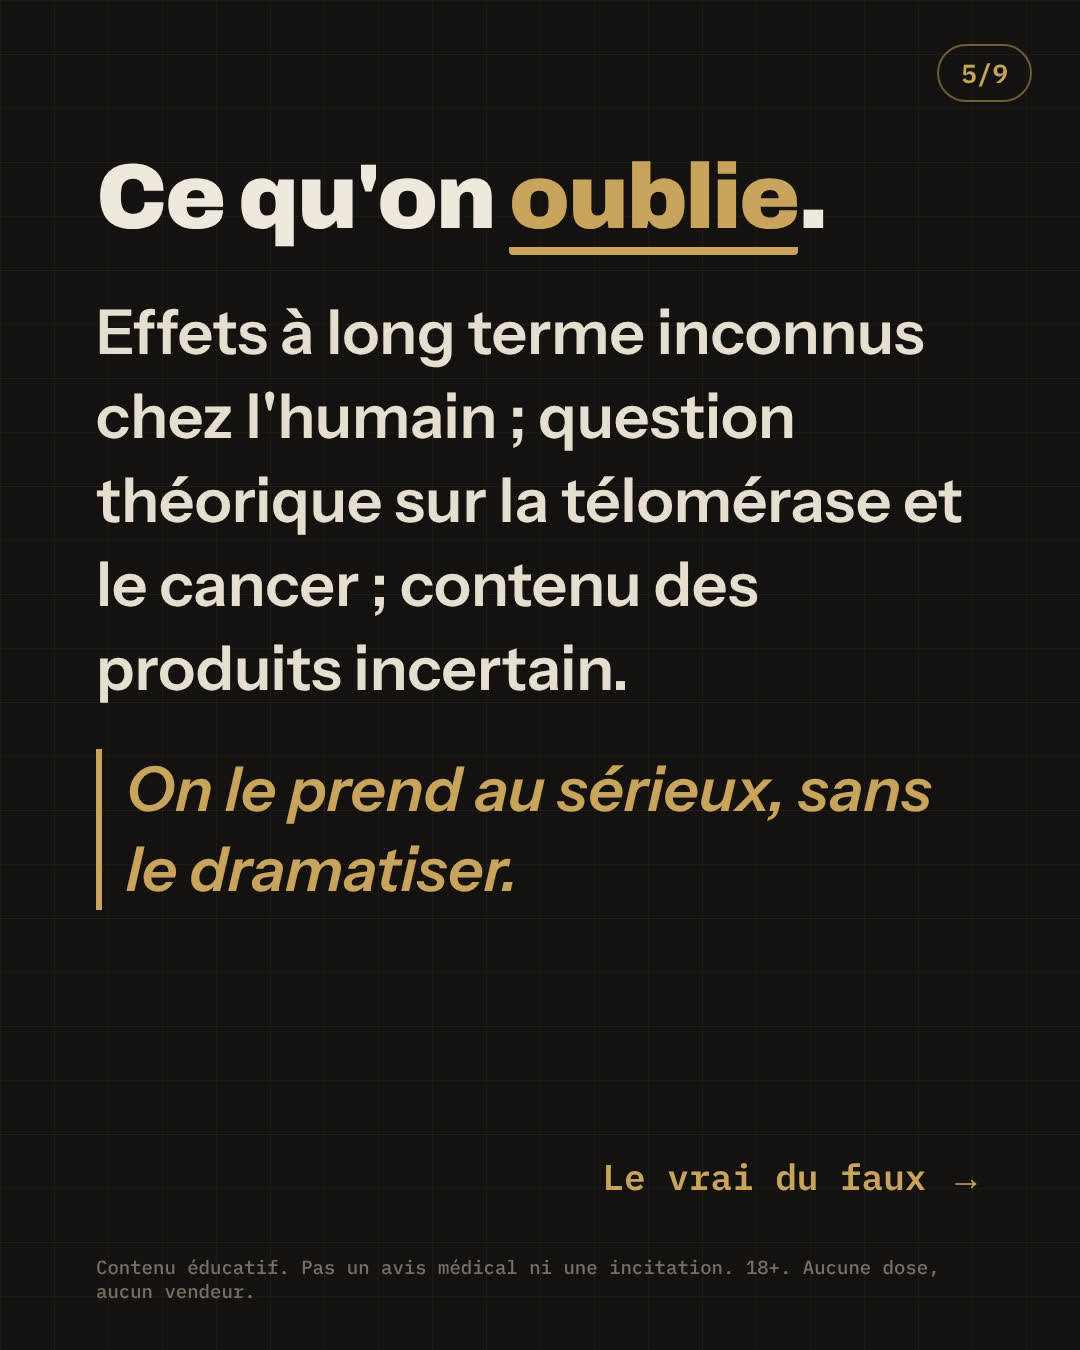 5/9
Ce qu'on oublie.
Effets à long terme inconnus
chez l'humain ; question
théorique sur la télomérase et
le cancer ; contenu des
produits incertain.
On le prend au sérieux, sans
le dramatiser.
Le vrai du faux →
Contenu éducatif. Pas un avis médical ni une incitation. 18+. Aucune dose,
aucun vendeur.